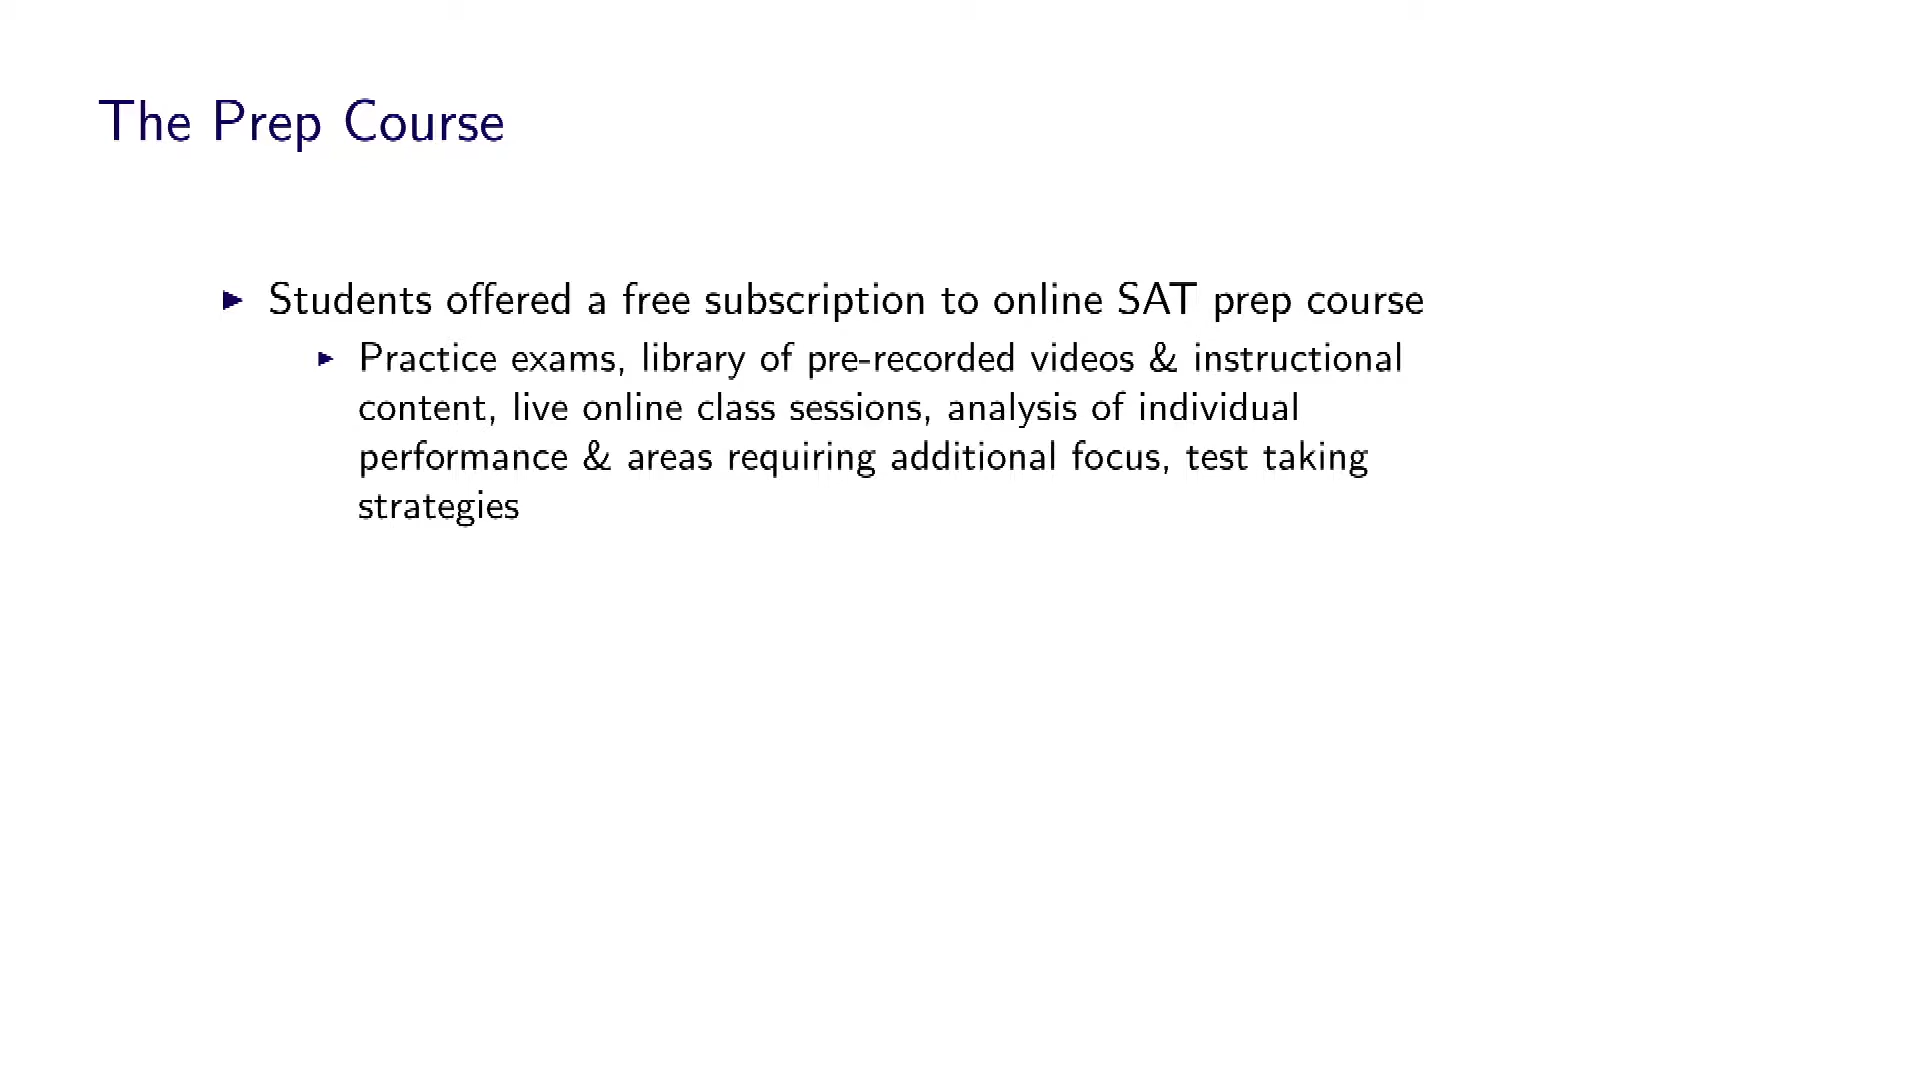 The Prep Course
▶ Students offered a free subscription to online SAT prep course
▶ Practice exams, library of pre-recorded videos & instructional
content, live online class sessions, analysis of individual
performance & areas requiring additional focus, test taking
strategies